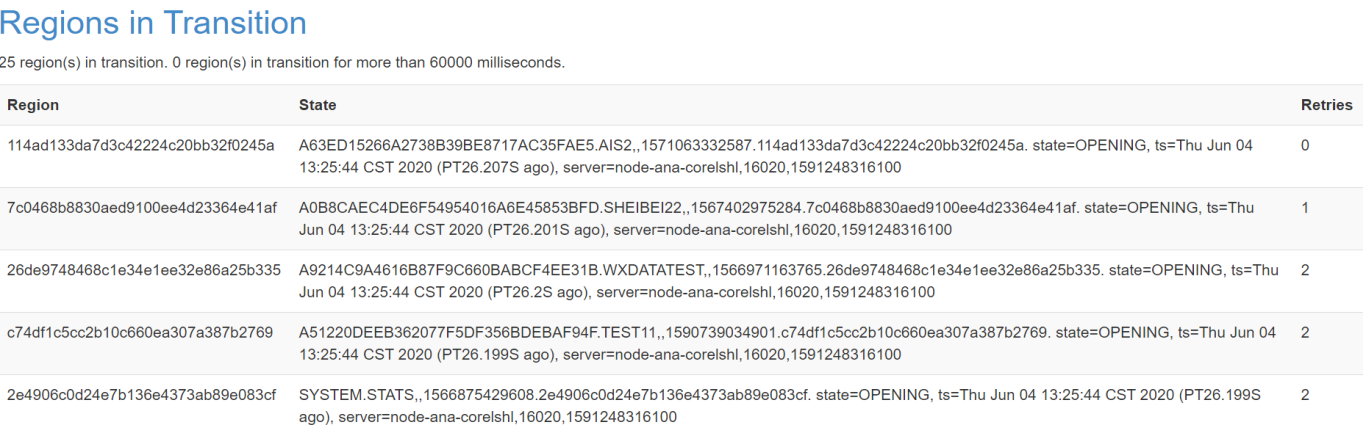 Regions in Transition
25 region(s) in transition. 0 region(s) in transition for more than 60000 milliseconds.
Region State Retries
114ad133da7d3c42224c20bb32f0245a A63ED15266A2738B39BE8717AC35FAE5.AIS2,,1571063332587.114ad133da7d3c42224c20bb32f0245a. state=OPENING, ts=Thu Jun 04 0
13:25:44 CST 2020 (PT26.207S ago), server=node-ana-corelshl,16020,1591248316100
7c0468b8830aed9100ee4d23364e41af A0B8CAEC4DE6F54954016A6E45853BFD.SHEIBEI22,,1567402975284.7c0468b8830aed9100ee4d23364e41af. state=OPENING, ts=Thu 1
Jun 04 13:25:44 CST 2020 (PT26.201S ago), server=node-ana-corelshl,16020,1591248316100
26de9748468c1e34e1ee32e86a25b335 A9214C9A4616B87F9C660BABCF4EE31B.WXDATATEST,,1566971163765.26de9748468c1e34e1ee32e86a25b335. state=OPENING, ts=Thu 2
Jun 04 13:25:44 CST 2020 (PT26.2S ago), server=node-ana-corelshl,16020,1591248316100
c74df1c5cc2b10c660ea307a387b2769 A51220DEEB362077F5DF356BDEBAF94F.TEST11,,1590739034901.c74df1c5cc2b10c660ea307a387b2769. state=OPENING, ts=Thu Jun 04 2
13:25:44 CST 2020 (PT26.199S ago), server=node-ana-corelshl,16020,1591248316100
2e4906c0d24e7b136e4373ab89e083cf SYSTEM.STATS,,1566875429608.2e4906c0d24e7b136e4373ab89e083cf. state=OPENING, ts=Thu Jun 04 13:25:44 CST 2020 (PT26.199S 2
ago), server=node-ana-corelshl,16020,1591248316100